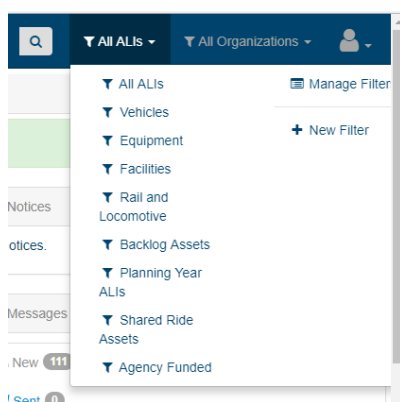 All ALIs All Organizations
All ALIs Manage Filter
Vehicles
New Filter
Equipment
Facilities
Notices
Rail and
Locomotive
otices.
Backlog Assets
Planning Year
ALIs
Messages
Shared Ride
Assets
New 111
Agency Funded
Sent 0